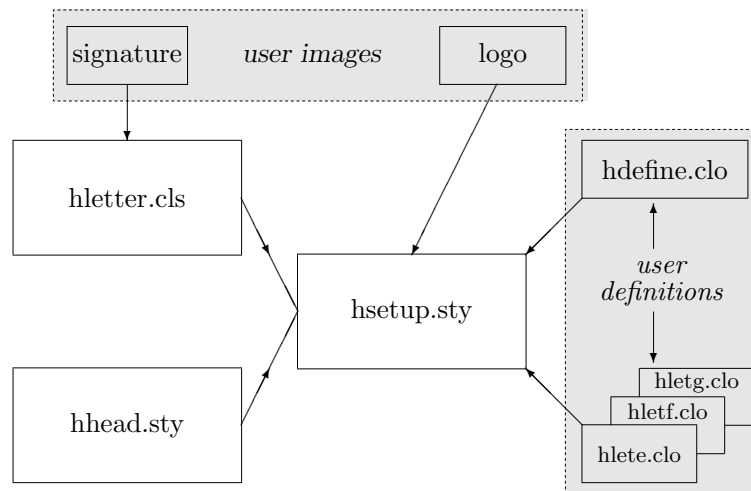 signature
user images
logo
hletter.cls
hdefine.clo
user
definitions
hsetup.sty
hletg.clo
hletf.clo
hhead.sty
hlete.clo